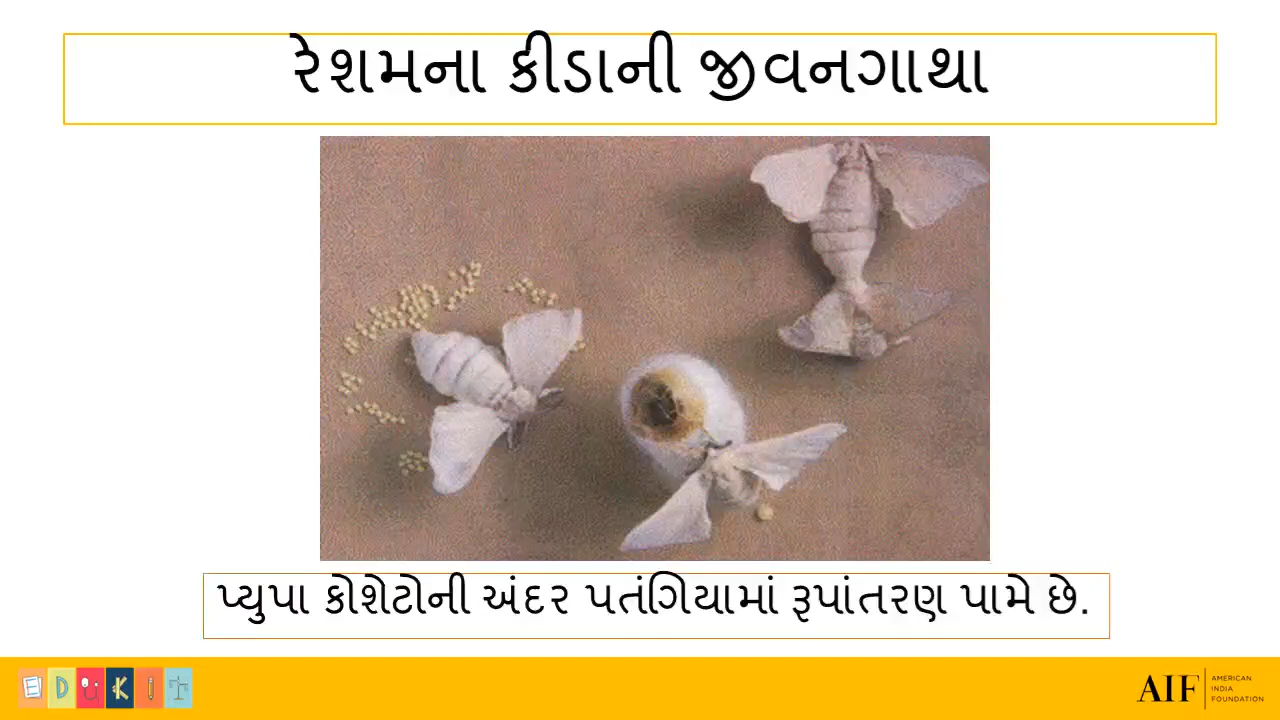 રેશમના કીડાની જીવનગાથા
પ્યુપા કોશેટોની અંદર પતંગિયામાં રૂપાંતરણ પામે છે.
EDUKIT
AIF
AMERICAN
INDIA
FOUNDATION